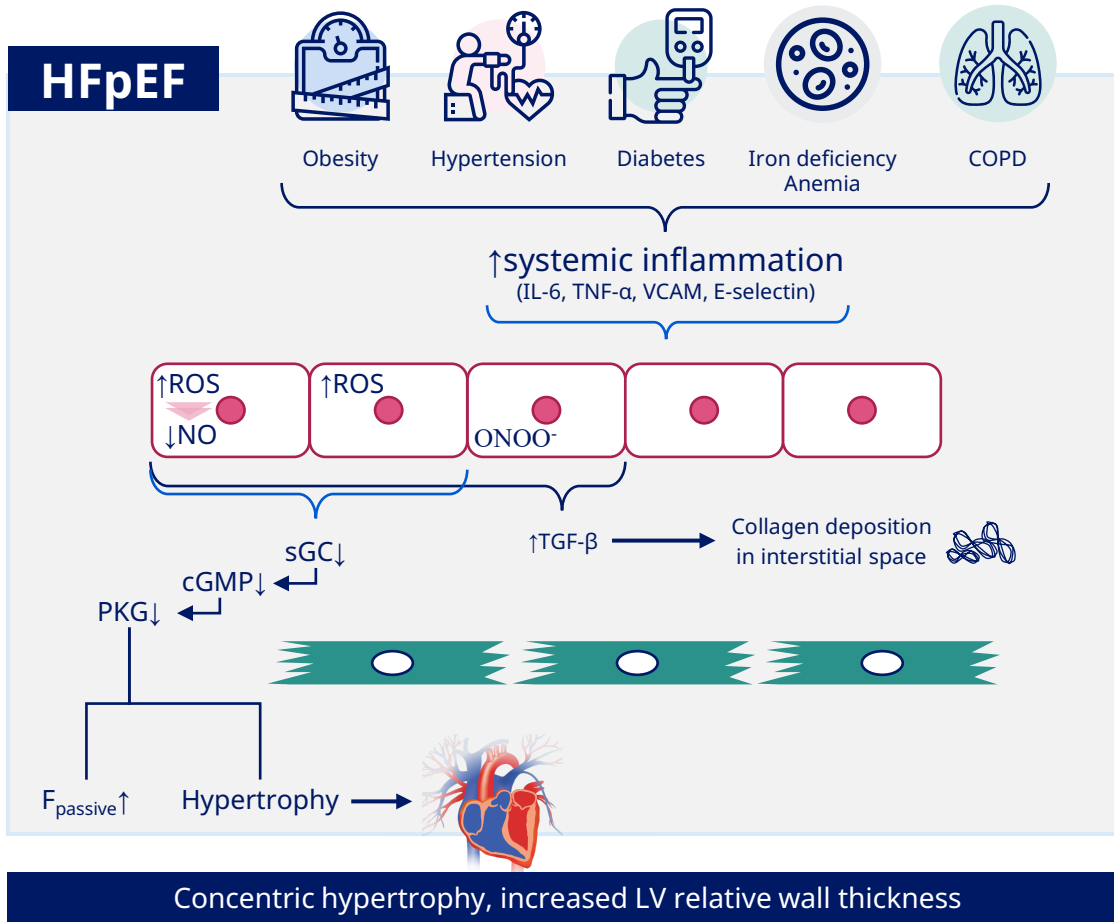 HFpEF
Obesity
Hypertension
Diabetes
Iron deficiency
Anemia
COPD
↑systemic inflammation
(IL-6, TNF-α, VCAM, E-selectin)
↑ROS
↑ROS
↓NO
ONOO⁻
sGC↓
cGMP↓
PKG↓
↑TGF-β
Collagen deposition
in interstitial space
Fpassive↑
Hypertrophy
Concentric hypertrophy, increased LV relative wall thickness